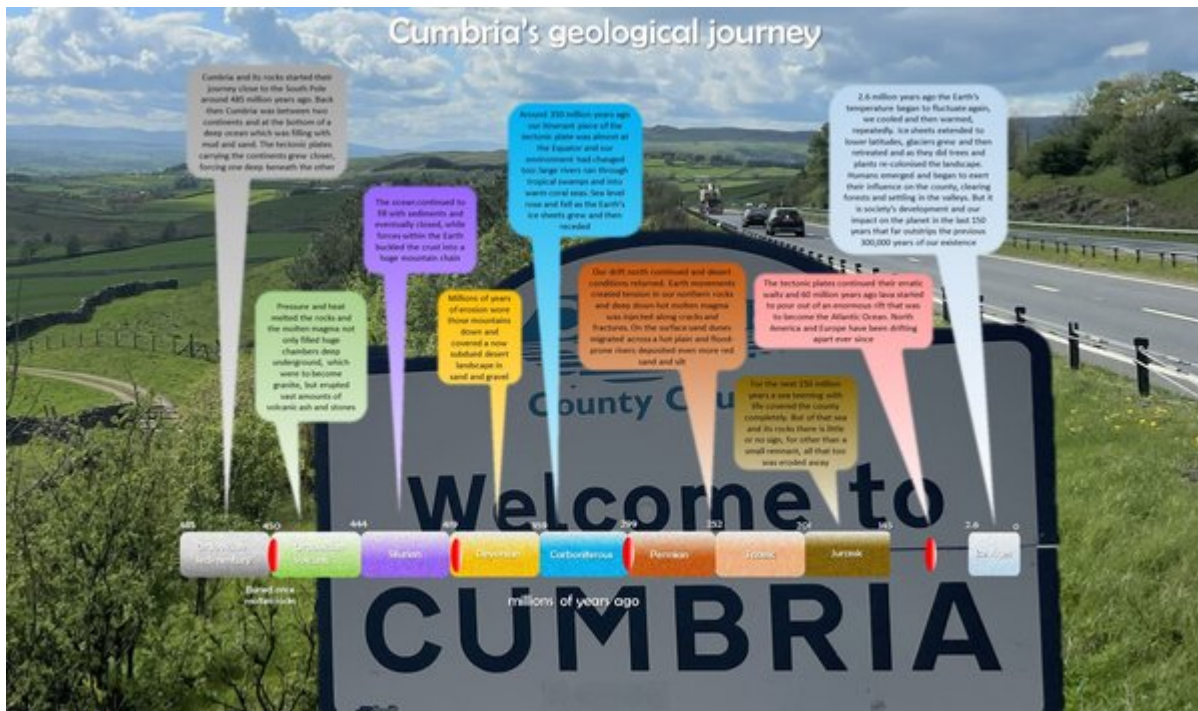 Cumbria's geological journey
Cumbria and its rocks started their
journey close to the South Pole
around 485 million years ago. Back
then Cumbria was between two
continents and at the bottom of a
deep ocean which was filling with
mud and sand. The tectonic plates
carrying the continents grew closer,
forcing one deep beneath the other
Pressure and heat
melted the rocks and
the molten magma not
only filled huge
chambers deep
underground, which
were to become
granite, but erupted
vast amounts of
volcanic ash and stones
The ocean continued to
fill with sediments and
eventually closed, while
forces within the Earth
buckled the crust into a
huge mountain chain
Millions of years
of erosion wore
those mountains
down and
covered a now
subdued desert
landscape in
sand and gravel
Around 350 million years ago
our itinerant piece of the
tectonic plate was almost at
the Equator and our
environment had changed
too: large rivers ran through
tropical swamps and into
warm coral seas. Sea level
rose and fell as the Earth's
ice sheets grew and then
receded
Our drift north continued and desert
conditions returned. Earth movements
created tension in our northern rocks
and deep down hot molten magma
was injected along cracks and
fractures. On the surface sand dunes
migrated across a hot plain and flood-
prone rivers deposited even more red
sand and silt
For the next 150 million
years a sea teeming with
life covered the county
completely. But of that sea
and its rocks there is little
or no sign, for other than a
small remnant, all that too
was eroded away
The tectonic plates continued their erratic
waltz and 60 million years ago lava started
to pour out of an enormous rift that was
to become the Atlantic Ocean. North
America and Europe have been drifting
apart ever since
2.6 million years ago the Earth's
temperature began to fluctuate again,
we cooled and then warmed,
repeatedly. Ice sheets extended to
lower latitudes, glaciers grew and then
retreated and as they did trees and
plants re-colonised the landscape.
Humans emerged and began to exert
their influence on the county, clearing
forests and settling in the valleys. But it
is society's development and our
impact on the planet in the last 150
years that far outstrips the previous
300,000 years of our existence
County
Welcome to
CUMBRIA
485 450 444 419 359 299 252 201 145 2.6 0
Ordovician Sedimentary
Ordovician Volcanic
Silurian Devonian Carboniferous Permian Triassic Jurassic
Buried once
molten rocks
millions of years ago